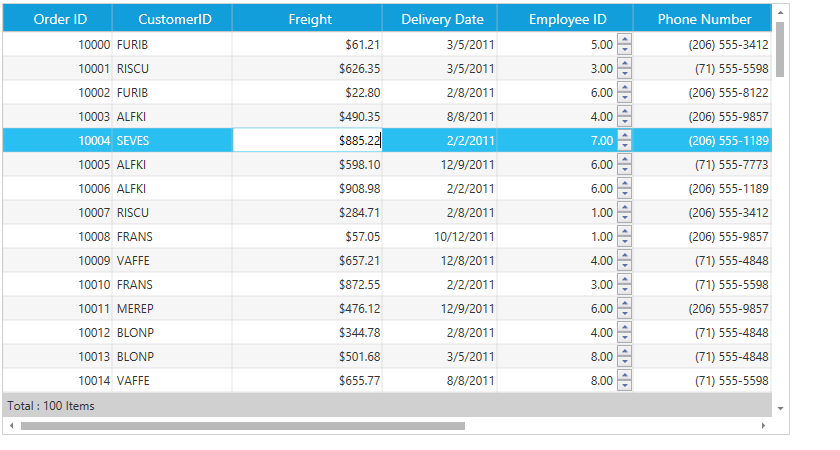 Order ID CustomerID Freight Delivery Date Employee ID Phone Number
10000 FURIB $61.21 3/5/2011 5.00 (206) 555-3412
10001 RISCU $626.35 3/5/2011 3.00 (71) 555-5598
10002 FURIB $22.80 2/8/2011 6.00 (206) 555-8122
10003 ALFKI $490.35 8/8/2011 4.00 (206) 555-9857
10004 SEVES $885.22 2/2/2011 7.00 (206) 555-1189
10005 ALFKI $598.10 12/9/2011 6.00 (71) 555-7773
10006 ALFKI $908.98 2/2/2011 6.00 (206) 555-1189
10007 RISCU $284.71 2/8/2011 1.00 (206) 555-3412
10008 FRANS $57.05 10/12/2011 1.00 (206) 555-9857
10009 VAFFE $657.21 12/8/2011 4.00 (71) 555-4848
10010 FRANS $872.55 2/2/2011 3.00 (71) 555-5598
10011 MEREP $476.12 12/9/2011 6.00 (206) 555-9857
10012 BLONP $344.78 2/8/2011 4.00 (71) 555-4848
10013 BLONP $501.68 3/5/2011 8.00 (71) 555-4848
10014 VAFFE $655.77 8/8/2011 8.00 (71) 555-5598
Total : 100 Items